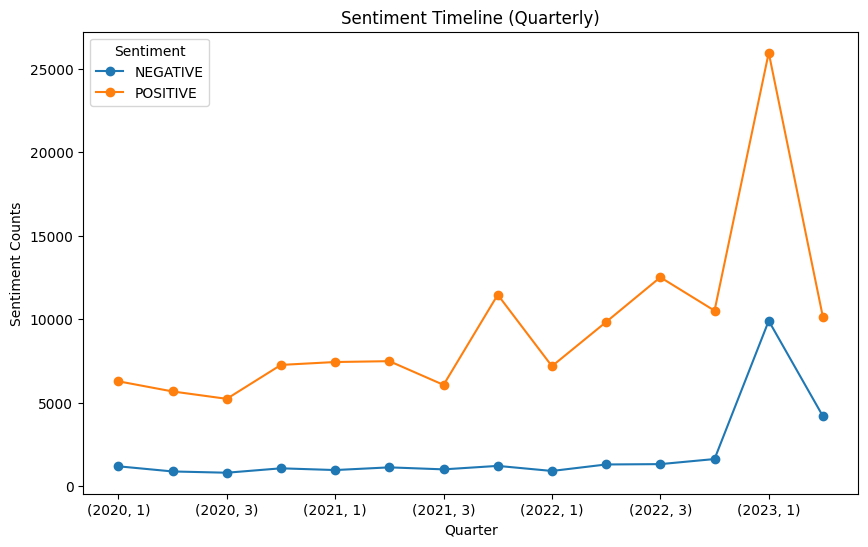 Sentiment Timeline (Quarterly)
Sentiment
NEGATIVE
POSITIVE
Sentiment Counts
25000
20000
15000
10000
5000
0
(2020, 1)
(2020, 3)
(2021, 1)
(2021, 3)
(2022, 1)
(2022, 3)
(2023, 1)
Quarter